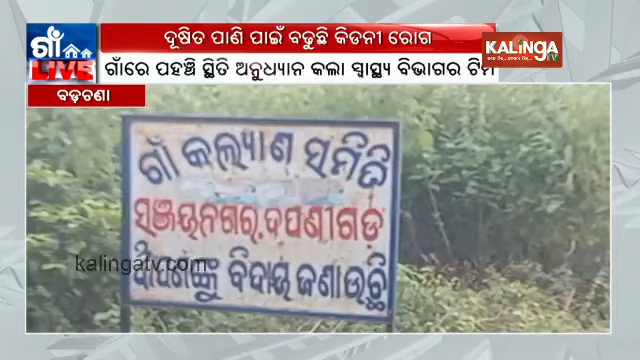 ଦୂଷିତ ପାଣି ପାଇଁ ବଢୁଛି କିଡନୀ ରୋଗ
KALINGA TV
ଗାଁ LIVE
ଗାଁରେ ପହଞ୍ଚି ସ୍ଥିତି ଅନୁଧ୍ୟାନ କଲା ସ୍ୱାସ୍ଥ୍ୟ ବିଭାଗର ଟିମ
ବଡ଼ଚଣା
ଗାଁ କଲ୍ୟାଣ ସମିତି
ସଞ୍ଜୟନଗର, ଦପଣୀଗଡ଼
kalingatv.com
ବିଦାୟ ଜଣାଉଛି